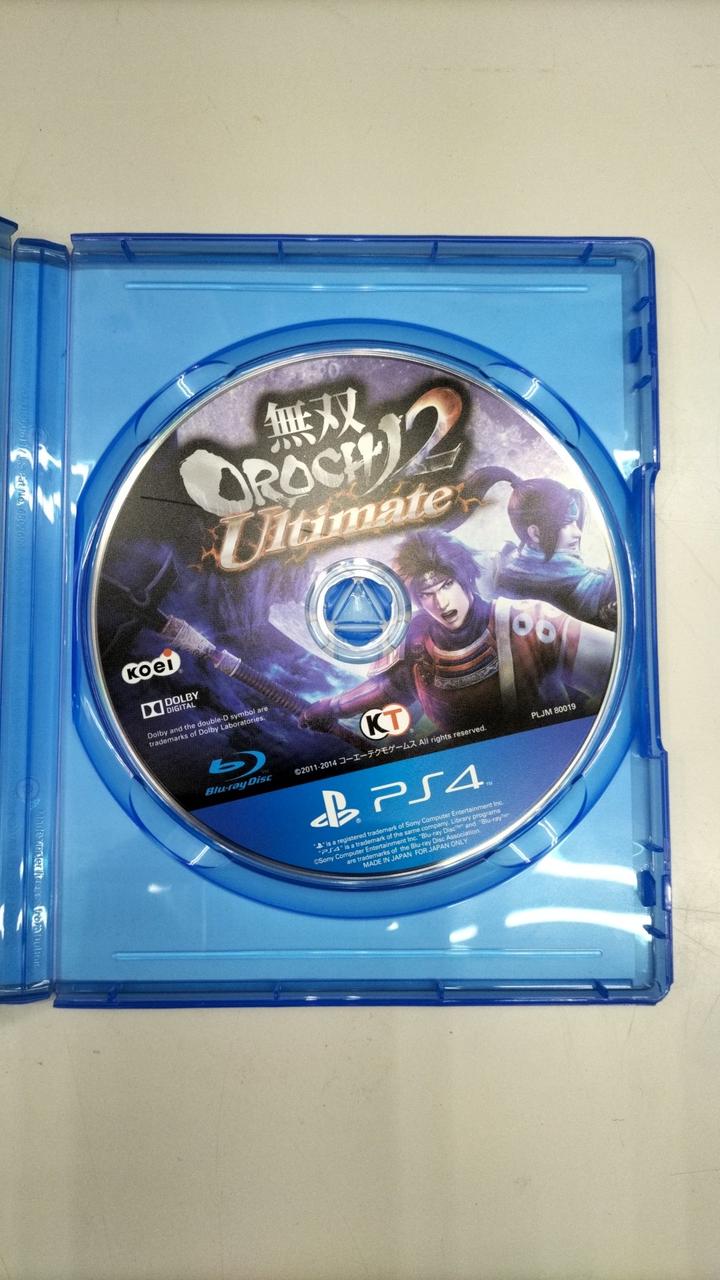 無双
OROCHI 2
Ultimate
koei
DOLBY
DIGITAL
Dolby and the double-D symbol are
trademarks of Dolby Laboratories.
KT
PLJM 80019
Blu-ray Disc
©2011-2014 コーエーテクモゲームス All rights reserved.
PS4™
"PS" is a registered trademark of Sony Computer Entertainment Inc.
"PS4" is a trademark of the same company. Library programs
©Sony Computer Entertainment Inc. "Blu-ray Disc™" and "Blu-ray™"
are trademarks of the Blu-ray Disc Association.
MADE IN JAPAN FOR JAPAN ONLY